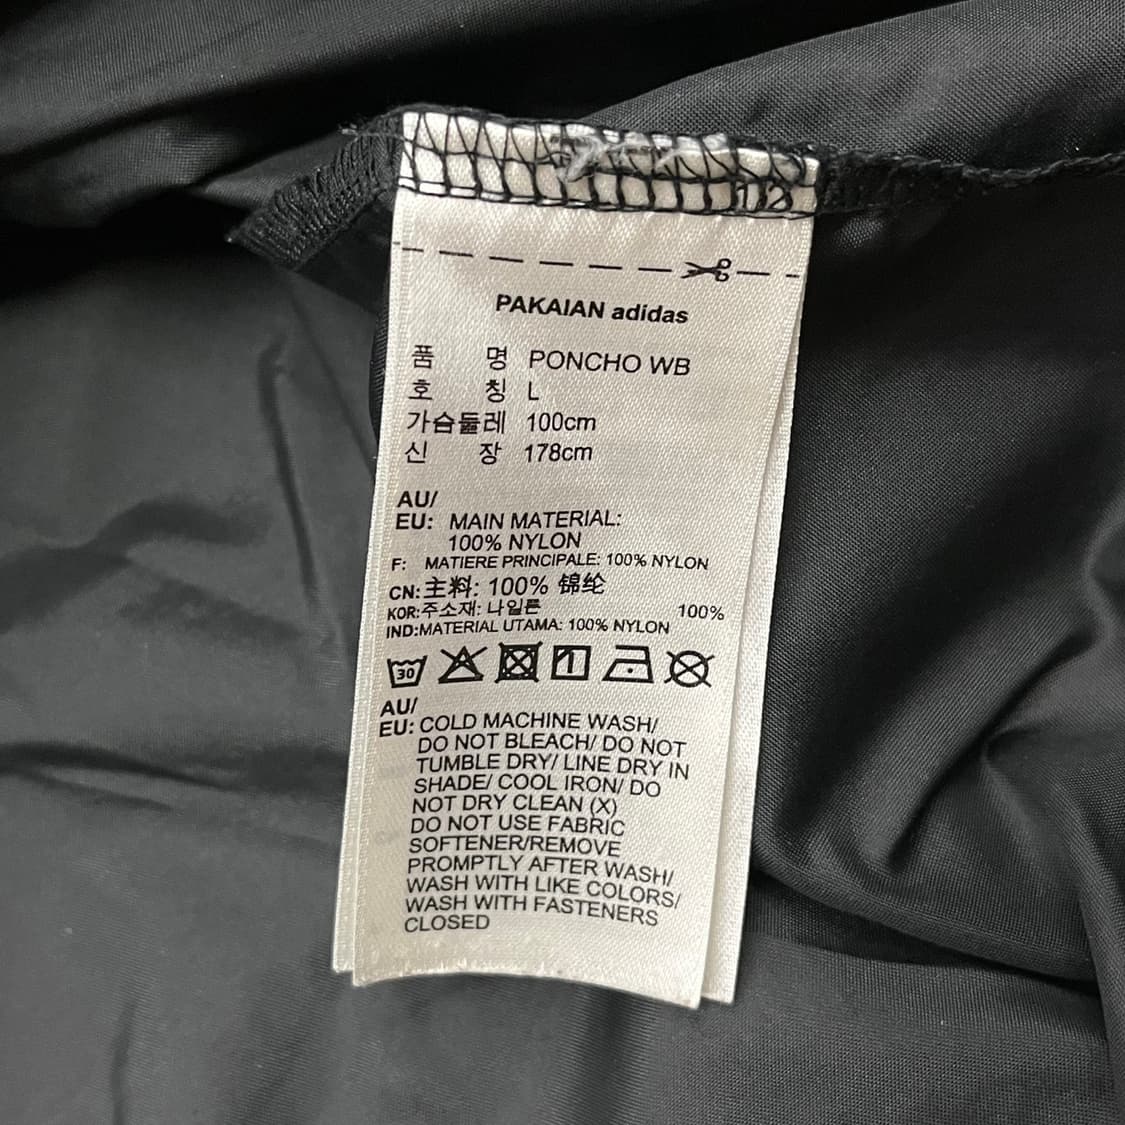 112
PAKAIAN adidas
품 명 PONCHO WB
호 칭 L
가슴둘레 100cm
신 장 178cm
AU/
EU: MAIN MATERIAL:
100% NYLON
F: MATIERE PRINCIPALE: 100% NYLON
CN:主料: 100% 锦纶
KOR:주소재: 나일론 100%
IND:MATERIAL UTAMA: 100% NYLON
30
AU/
EU: COLD MACHINE WASH/
DO NOT BLEACH/ DO NOT
TUMBLE DRY/ LINE DRY IN
SHADE/ COOL IRON/ DO
NOT DRY CLEAN (X)
DO NOT USE FABRIC
SOFTENER/REMOVE
PROMPTLY AFTER WASH/
WASH WITH LIKE COLORS/
WASH WITH FASTENERS
CLOSED